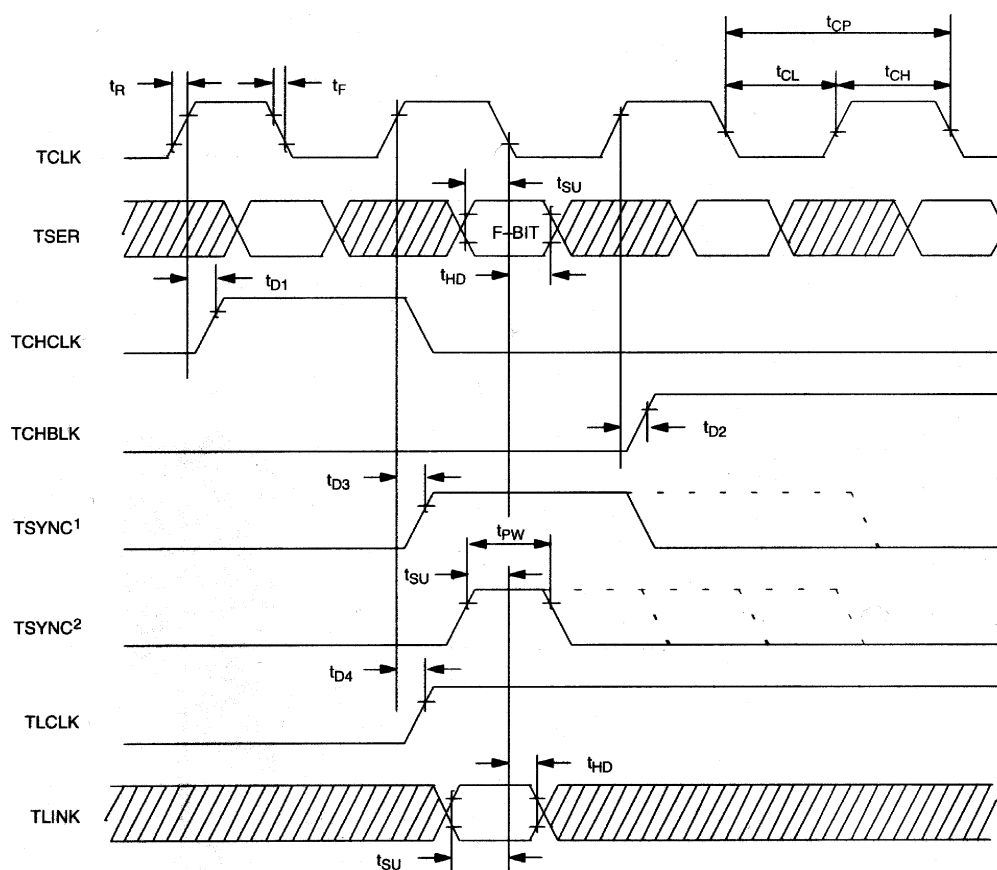 tCP
tR
tF
tCL
tCH
TCLK
tSU
TSER
F–BIT
tHD
tD1
TCHCLK
TCHBLK
tD2
tD3
TSYNC1
tPW
tSU
TSYNC2
tD4
TLCLK
tHD
TLINK
tSU